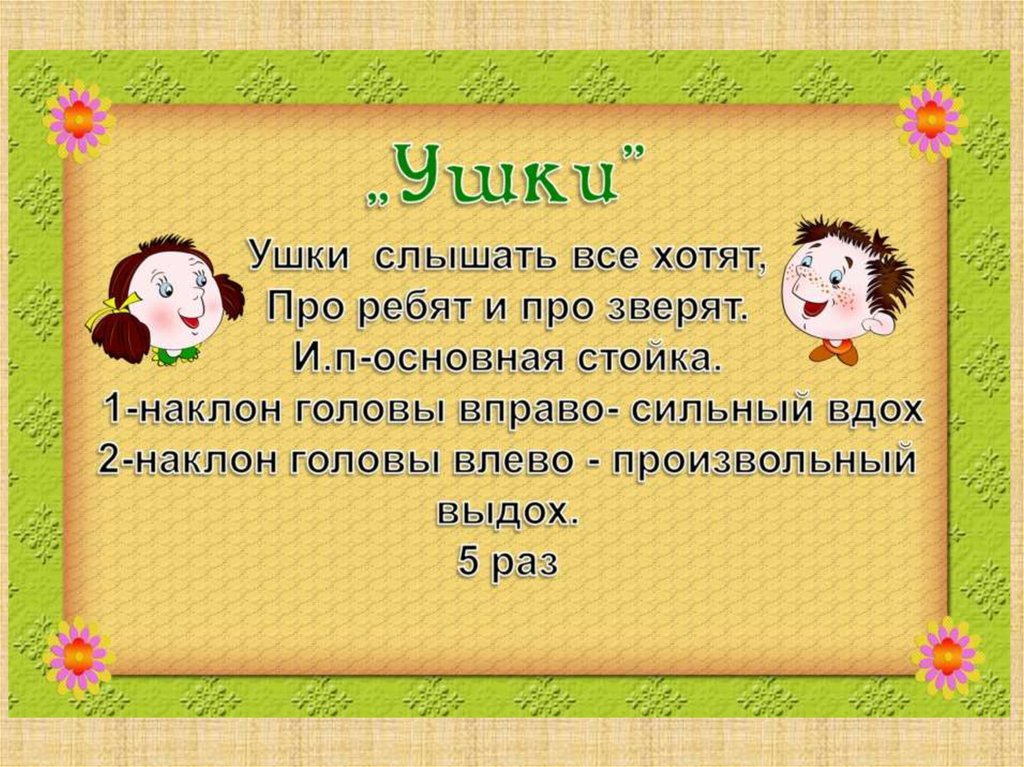 „Ушки”
Ушки слышать все хотят,
Про ребят и про зверят.
И.п-основная стойка.
1-наклон головы вправо- сильный вдох
2-наклон головы влево - произвольный
выдох.
5 раз